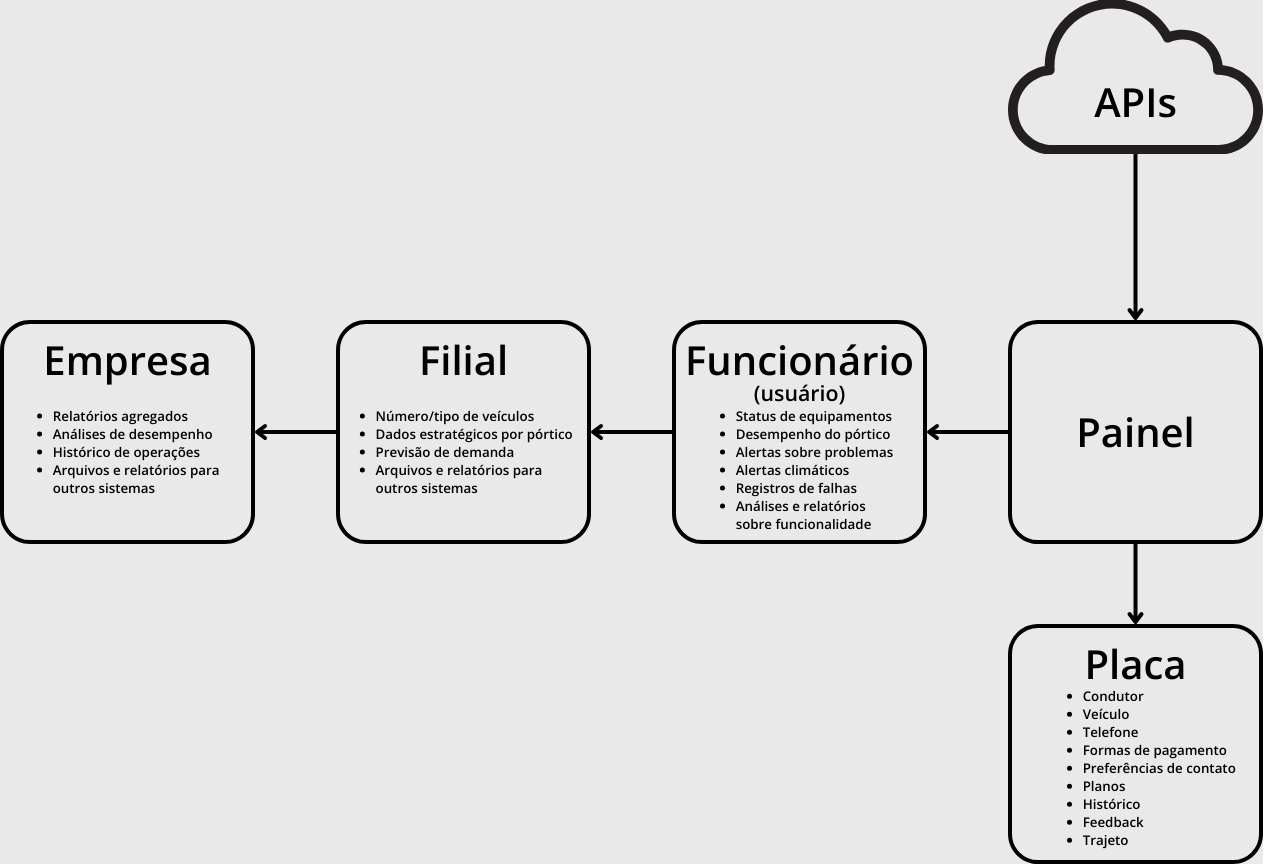 APIs
Empresa
• Relatórios agregados
• Análises de desempenho
• Histórico de operações
• Arquivos e relatórios para
outros sistemas
Filial
• Número/tipo de veículos
• Dados estratégicos por pórtico
• Previsão de demanda
• Arquivos e relatórios para
outros sistemas
Funcionário
(usuário)
• Status de equipamentos
• Desempenho do pórtico
• Alertas sobre problemas
• Alertas climáticos
• Registros de falhas
• Análises e relatórios
sobre funcionalidade
Painel
Placa
• Condutor
• Veículo
• Telefone
• Formas de pagamento
• Preferências de contato
• Planos
• Histórico
• Feedback
• Trajeto